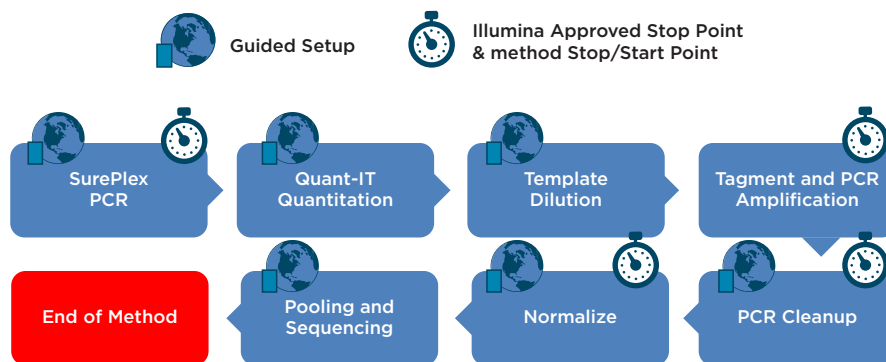 Guided Setup
Illumina Approved Stop Point
& method Stop/Start Point
SurePlex
PCR
Quant-IT
Quantitation
Template
Dilution
Tagment and PCR
Amplification
End of Method
Pooling and
Sequencing
Normalize
PCR Cleanup